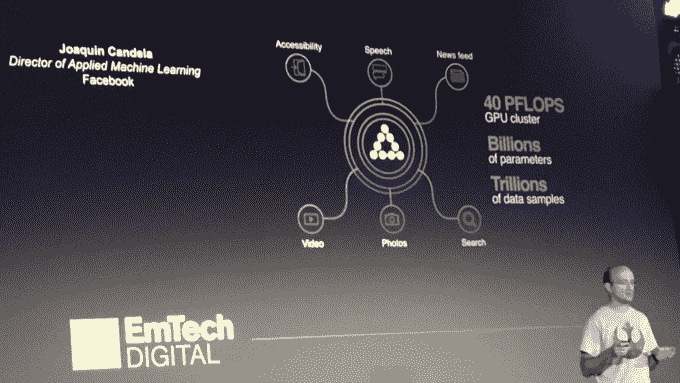 Joaquin Candela
Director of Applied Machine Learning
Facebook
Accessibility
Speech
News feed
40 PFLOPS
GPU cluster
Billions
of parameters
Trillions
of data samples
Video
Photos
Search
EmTech
DIGITAL